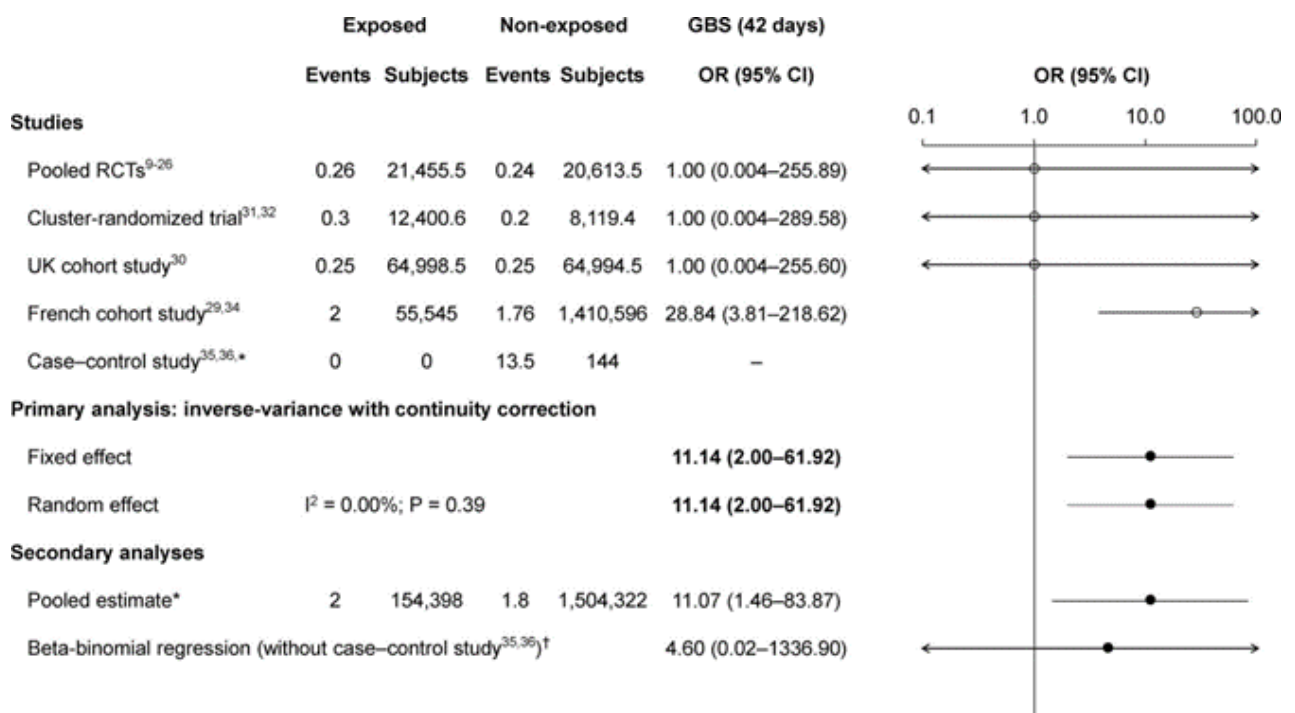 Exposed Non-exposed GBS (42 days)
Events Subjects Events Subjects OR (95% CI) OR (95% CI)
Studies 0.1 1.0 10.0 100.0
Pooled RCTs9-26 0.26 21,455.5 0.24 20,613.5 1.00 (0.004–255.89)
Cluster-randomized trial31,32 0.3 12,400.6 0.2 8,119.4 1.00 (0.004–289.58)
UK cohort study30 0.25 64,998.5 0.25 64,994.5 1.00 (0.004–255.60)
French cohort study29,34 2 55,545 1.76 1,410,596 28.84 (3.81–218.62)
Case–control study35,36,* 0 0 13.5 144 –
Primary analysis: inverse-variance with continuity correction
Fixed effect 11.14 (2.00–61.92)
Random effect I2 = 0.00%; P = 0.39 11.14 (2.00–61.92)
Secondary analyses
Pooled estimate* 2 154,398 1.8 1,504,322 11.07 (1.46–83.87)
Beta-binomial regression (without case–control study35,36)† 4.60 (0.02–1336.90)